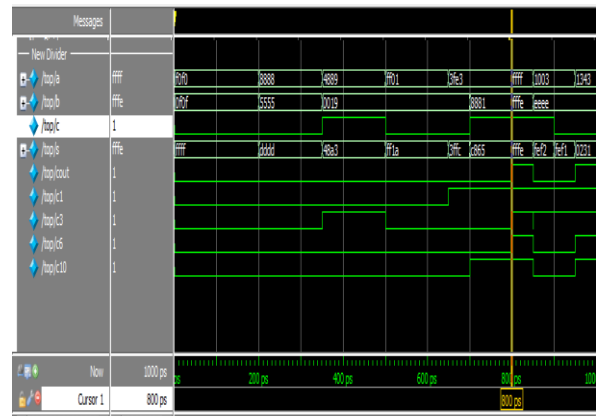 Messages
New Divider
/top/a ffff f0f0 8888 4889 ff01 3fe3 ffff 1003 1343
/top/b fffe 0f0f 5555 0019 8881 fffe eeee
/top/c 1
/top/s fffe ffff dddd 48a3 ff1a 3ffc c865 fffe fef2 fef1 0231
/top/cout 1
/top/c1 1
/top/c3 1
/top/c6 1
/top/c10 1
Now 1000 ps ps 200 ps 400 ps 600 ps 800 ps 100
Cursor 1 800 ps 800 ps